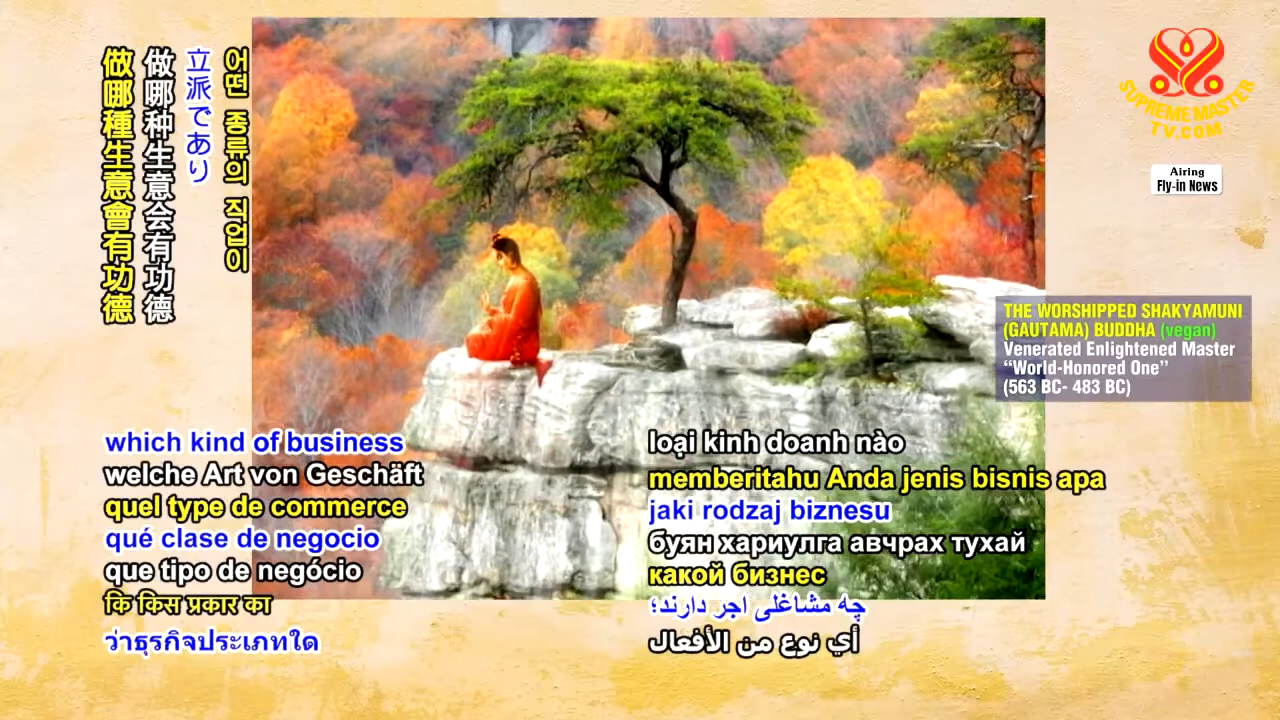 做哪種生意會有功德
做哪种生意会有功德
立派であり
어떤 종류의 직업이
SUPREME MASTER
TV.COM
Airing
Fly-in News
THE WORSHIPPED SHAKYAMUNI
(GAUTAMA) BUDDHA (vegan)
Venerated Enlightened Master
“World-Honored One”
(563 BC- 483 BC)
which kind of business
welche Art von Geschäft
quel type de commerce
qué clase de negocio
que tipo de negócio
कि किस प्रकार का
ว่าธุรกิจประเภทใด
loại kinh doanh nào
memberitahu Anda jenis bisnis apa
jaki rodzaj biznesu
буян хариулга авчрах тухай
какой бизнес
چه مشاغلی اجر دارند؛
أي نوع من الأفعال